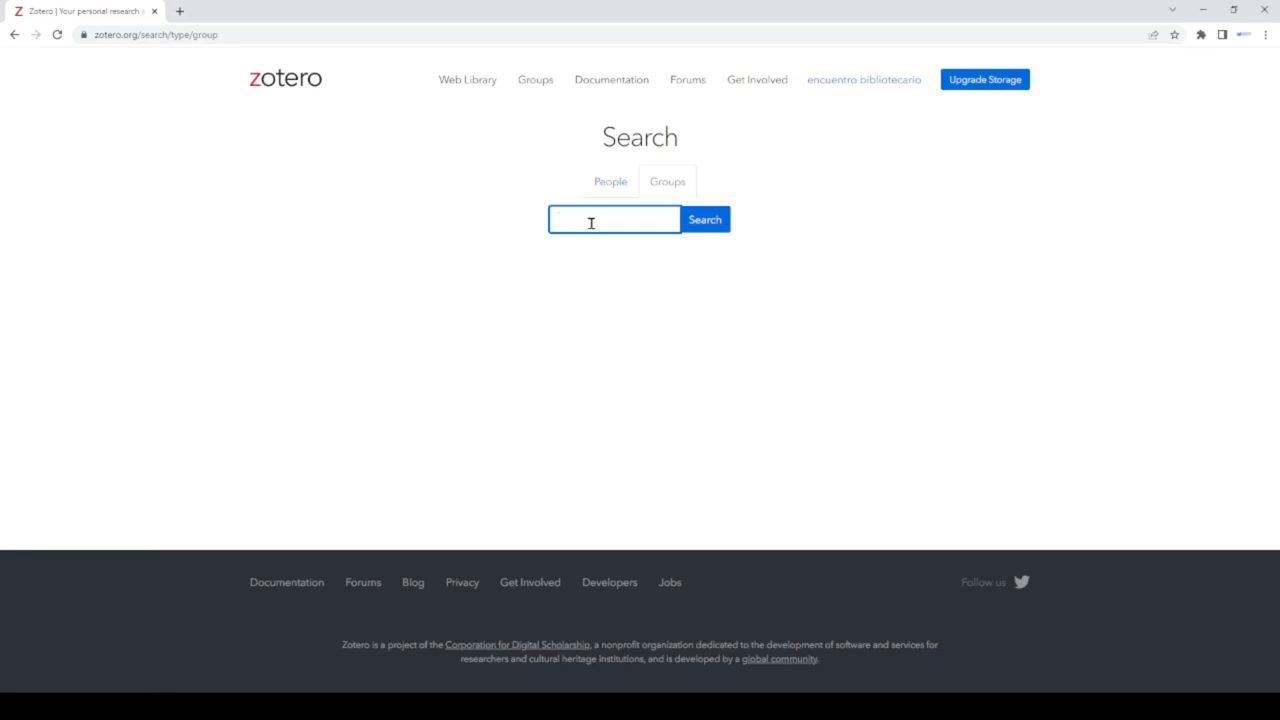 Zotero | Your personal research a
zotero.org/search/type/group
zotero
Web Library
Groups
Documentation
Forums
Get Involved
encuentro bibliotecario
Upgrade Storage
Search
People
Groups
Search
Documentation
Forums
Blog
Privacy
Get Involved
Developers
Jobs
Follow us
Zotero is a project of the Corporation for Digital Scholarship, a nonprofit organization dedicated to the development of software and services for
researchers and cultural heritage institutions, and is developed by a global community.